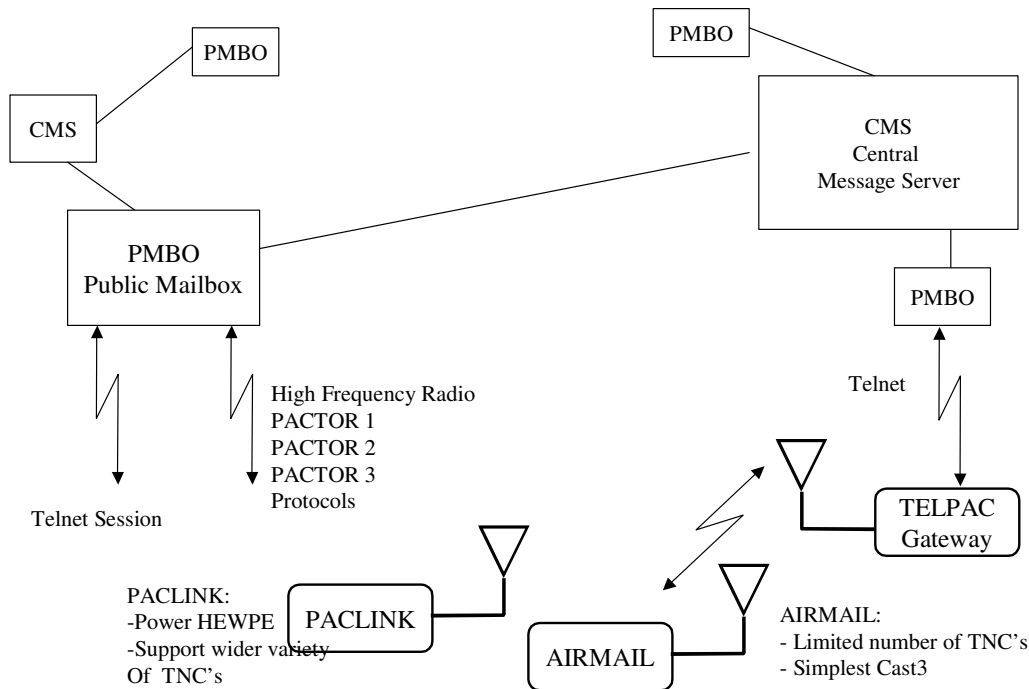 PMBO
PMBO
CMS
CMS
Central
Message Server
PMBO
Public Mailbox
PMBO
High Frequency Radio
PACTOR 1
PACTOR 2
PACTOR 3
Protocols
Telnet
Telnet Session
TELPAC
Gateway
PACLINK:
-Power HEWPE
-Support wider variety
Of TNC's
PACLINK
AIRMAIL
AIRMAIL:
- Limited number of TNC's
- Simplest Cast3